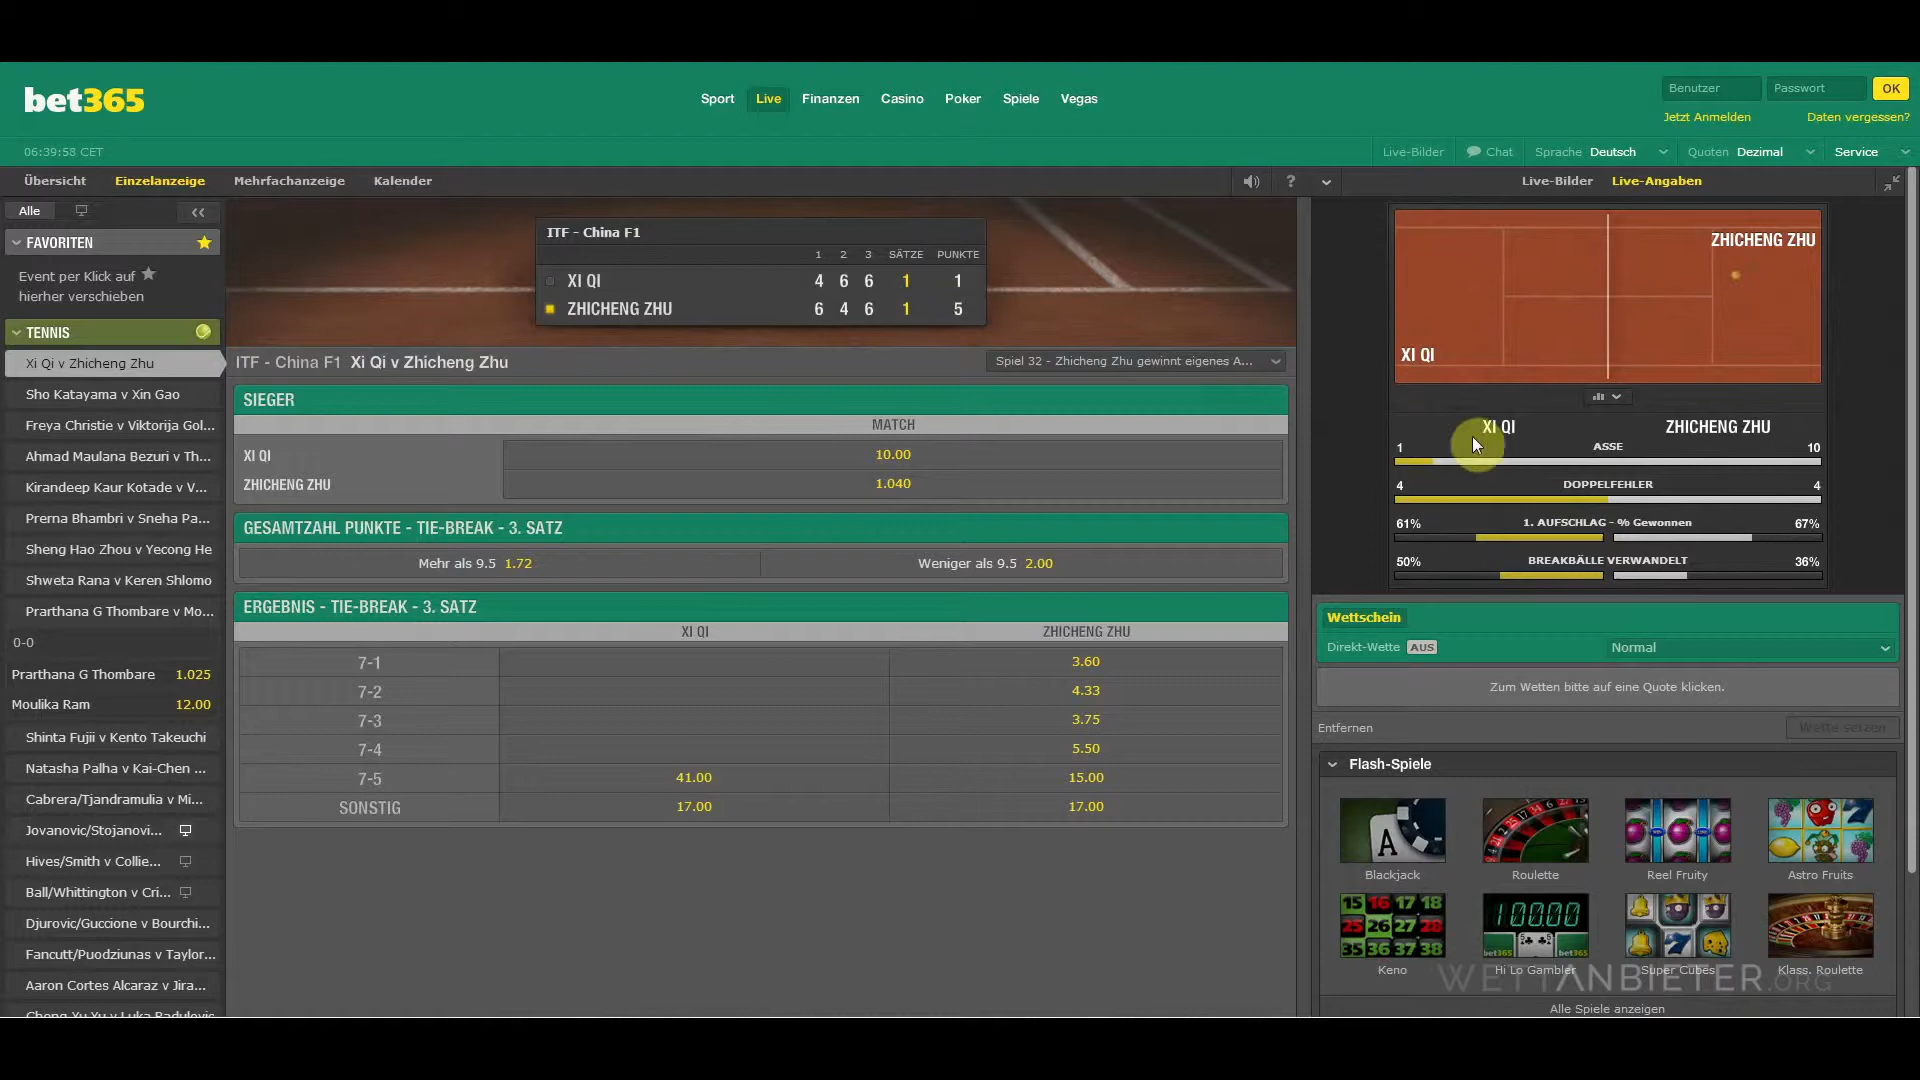 bet365
Sport Live Finanzen Casino Poker Spiele Vegas
Benutzer Passwort OK
Jetzt Anmelden Daten vergessen?
06:39:58 CET
Live-Bilder Chat Sprache Deutsch Quoten Dezimal Service
Übersicht Einzelanzeige Mehrfachanzeige Kalender
? Live-Bilder Live-Angaben
Alle
FAVORITEN
Event per Klick auf
hierher verschieben
TENNIS
Xi Qi v Zhicheng Zhu
Sho Katayama v Xin Gao
Freya Christie v Viktorija Gol...
Ahmad Maulana Bezuri v Th...
Kirandeep Kaur Kotade v V...
Prerna Bhambri v Sneha Pa...
Sheng Hao Zhou v Yecong He
Shweta Rana v Keren Shlomo
Prarthana G Thombare v Mo...
0-0
Prarthana G Thombare 1.025
Moulika Ram 12.00
Shinta Fujii v Kento Takeuchi
Natasha Palha v Kai-Chen ...
Cabrera/Tjandramulia v Mi...
Jovanovic/Stojanovi...
Hives/Smith v Collie...
Ball/Whittington v Cri...
Djurovic/Guccione v Bourchi...
Fancutt/Puodziunas v Taylor...
Aaron Cortes Alcaraz v Jira...
Cheng Yu Yu v Luka Radulovic
ITF - China F1
1 2 3 SÄTZE PUNKTE
XI QI 4 6 6 1 1
ZHICHENG ZHU 6 4 6 1 5
ITF - China F1 Xi Qi v Zhicheng Zhu
Spiel 32 - Zhicheng Zhu gewinnt eigenes A...
SIEGER
MATCH
XI QI 10.00
ZHICHENG ZHU 1.040
GESAMTZAHL PUNKTE - TIE-BREAK - 3. SATZ
Mehr als 9.5 1.72 Weniger als 9.5 2.00
ERGEBNIS - TIE-BREAK - 3. SATZ
XI QI ZHICHENG ZHU
7-1 3.60
7-2 4.33
7-3 3.75
7-4 5.50
7-5 41.00 15.00
SONSTIG 17.00 17.00
ZHICHENG ZHU
XI QI
XI QI ZHICHENG ZHU
1 ASSE 10
4 DOPPELFEHLER 4
61% 1. AUFSCHLAG - % Gewonnen 67%
50% BREAKBÄLLE VERWANDELT 36%
Wettschein
Direkt-Wette AUS Normal
Zum Wetten bitte auf eine Quote klicken.
Entfernen Wette setzen
Flash-Spiele
Blackjack Roulette Reel Fruity Astro Fruits
Keno Hi Lo Gambler Super Cubes Klass. Roulette
WETTANBIETER.ORG
Alle Spiele anzeigen